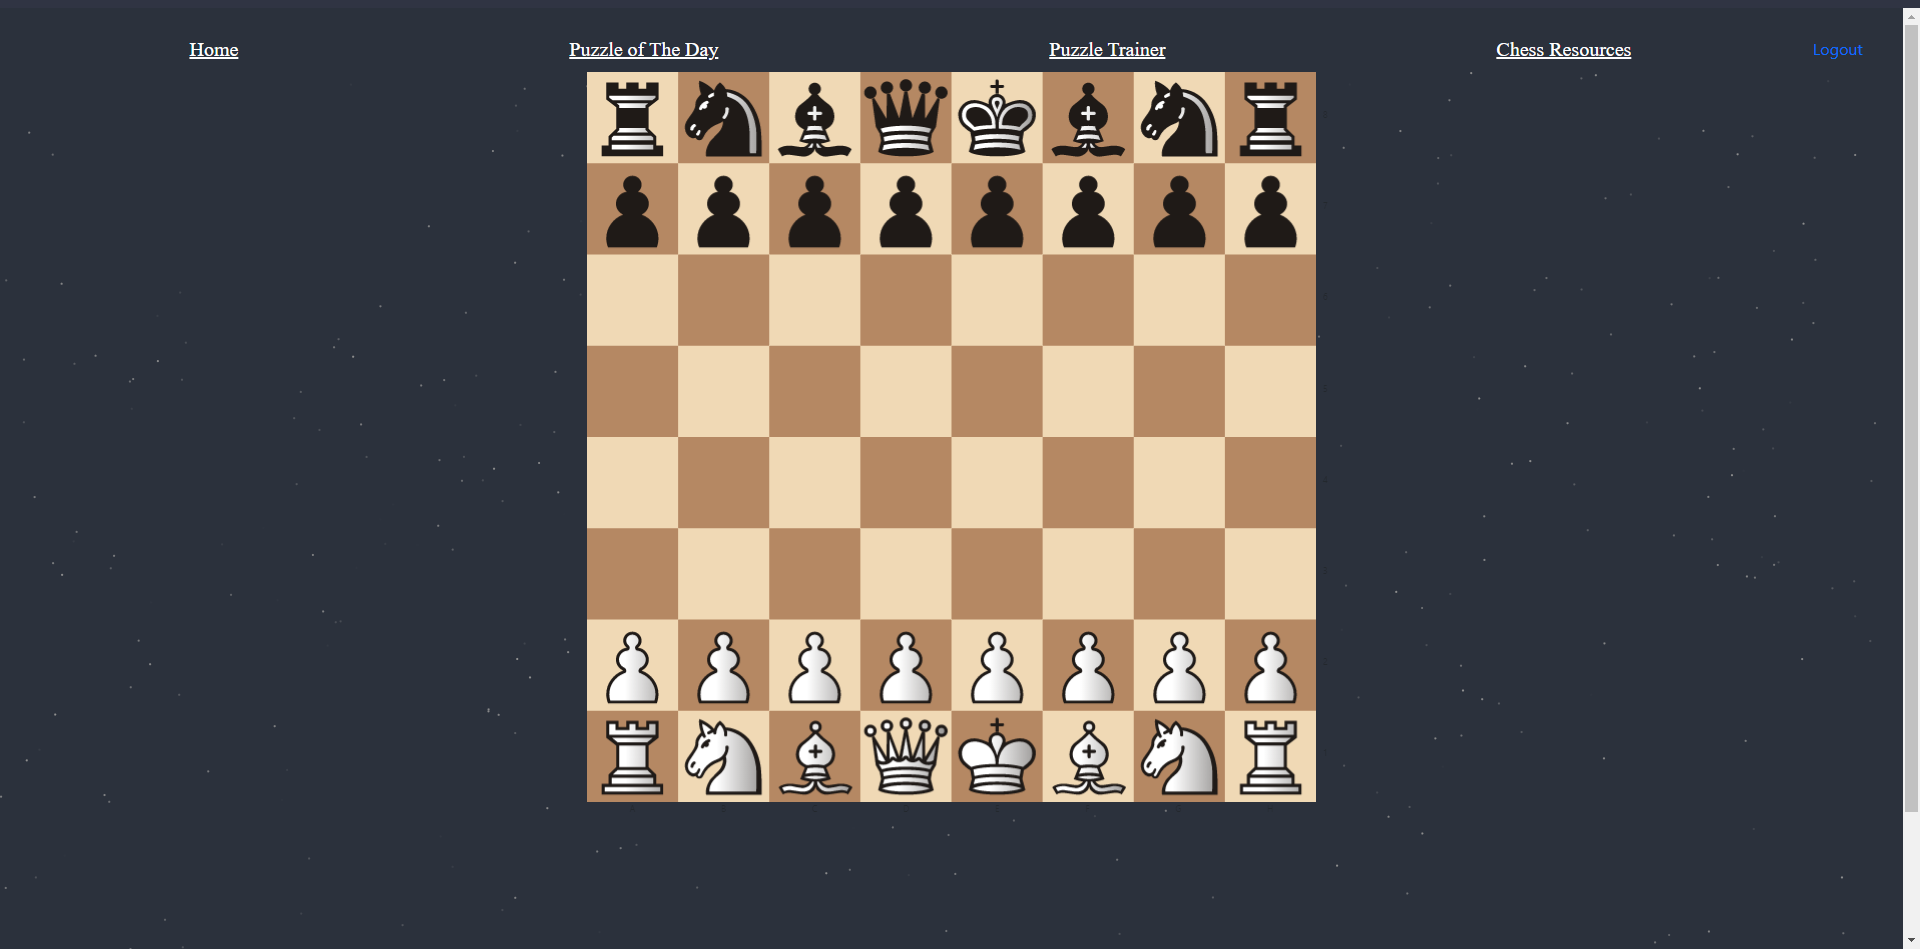 Home
Puzzle of The Day
Puzzle Trainer
Chess Resources
Logout